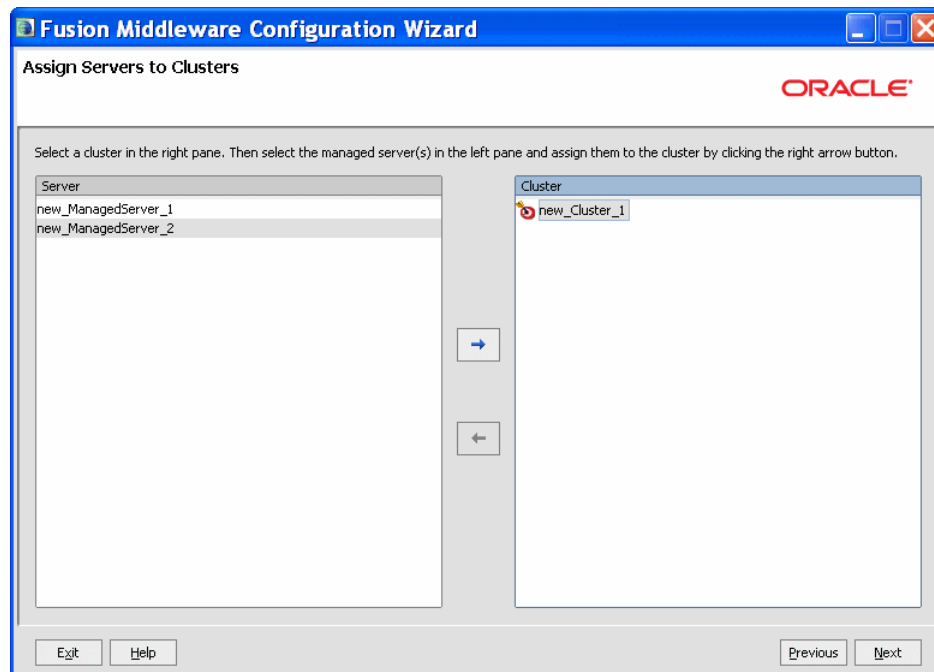 Fusion Middleware Configuration Wizard
Assign Servers to Clusters
ORACLE
Select a cluster in the right pane. Then select the managed server(s) in the left pane and assign them to the cluster by clicking the right arrow button.
Server
new_ManagedServer_1
new_ManagedServer_2
Cluster
new_Cluster_1
Exit
Help
Previous
Next